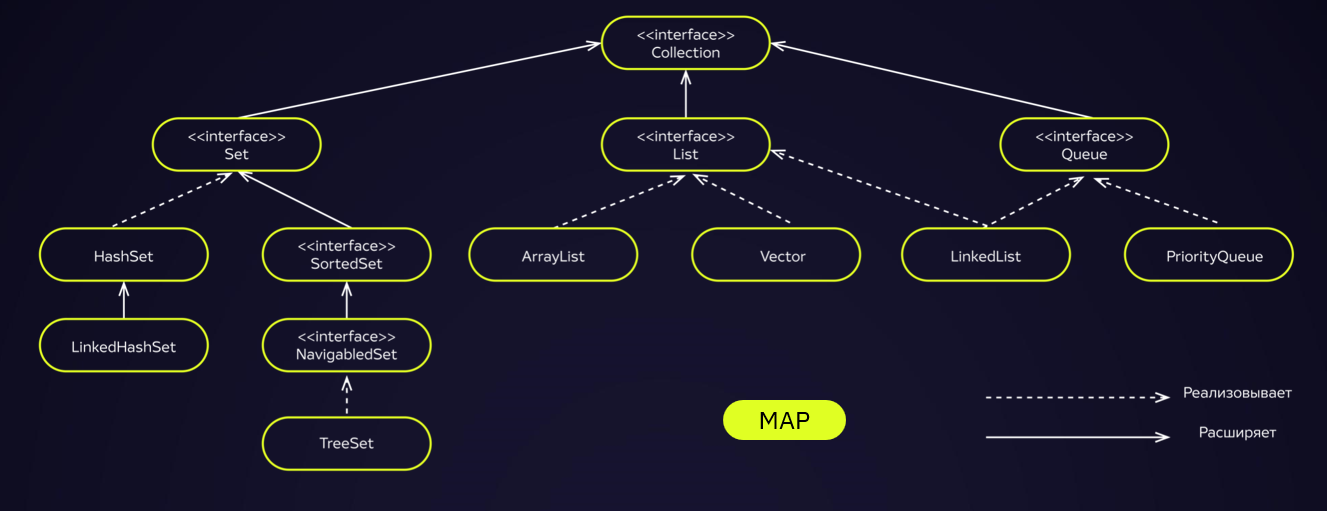 <<interface>>
Collection
<<interface>>
Set
<<interface>>
List
<<interface>>
Queue
HashSet
<<interface>>
SortedSet
ArrayList
Vector
LinkedList
PriorityQueue
LinkedHashSet
<<interface>>
NavigabledSet
TreeSet
MAP
Реализовывает
Расширяет